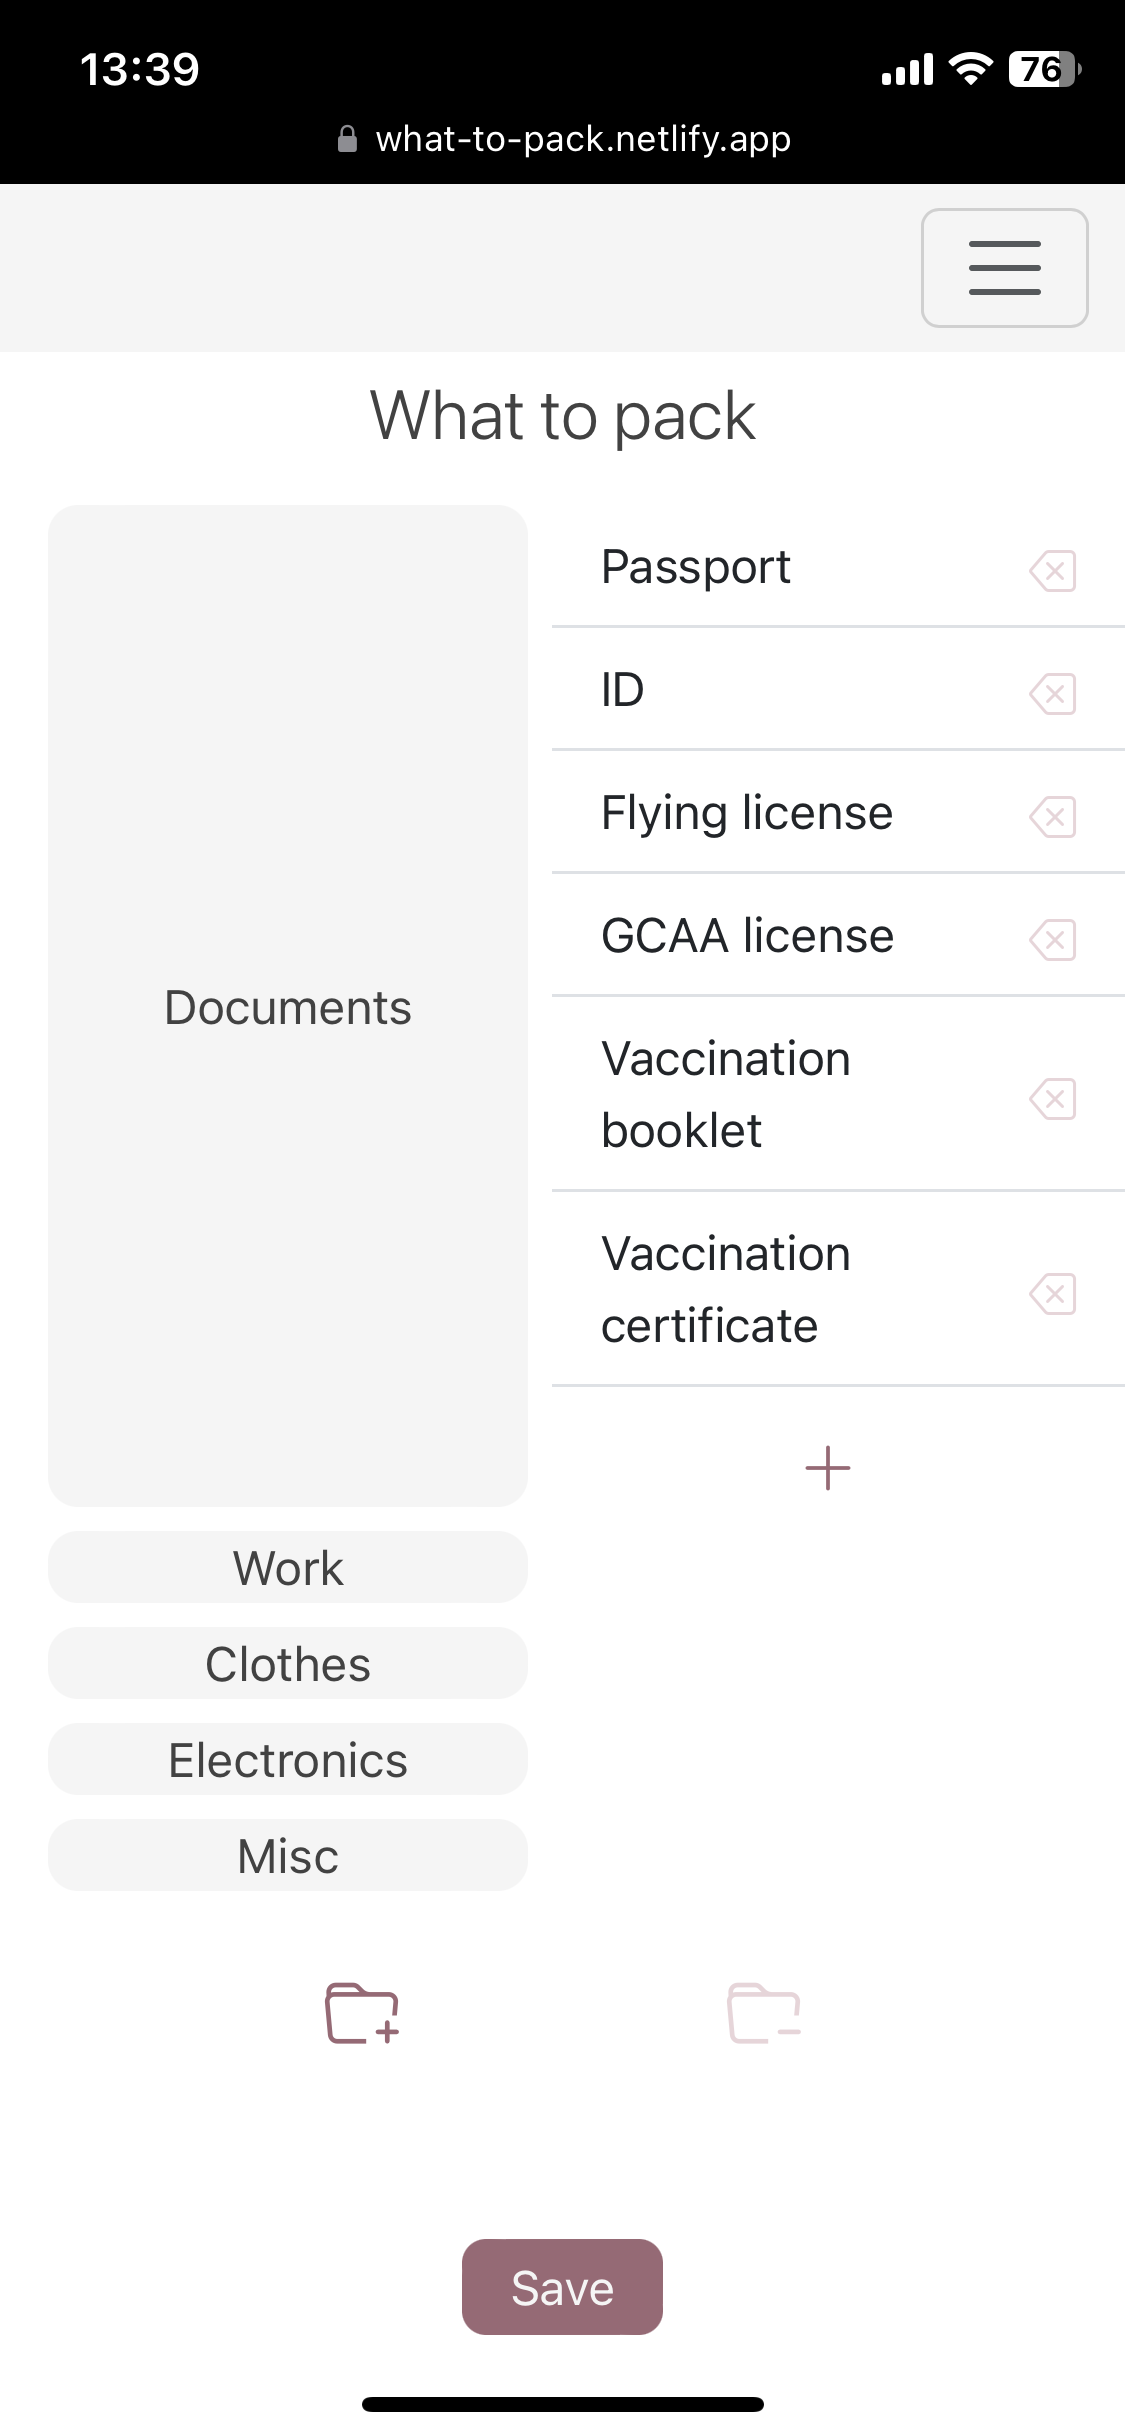 13:39
76
what-to-pack.netlify.app
What to pack
Documents
Passport
ID
Flying license
GCAA license
Vaccination
booklet
Vaccination
certificate
Work
Clothes
Electronics
Misc
Save